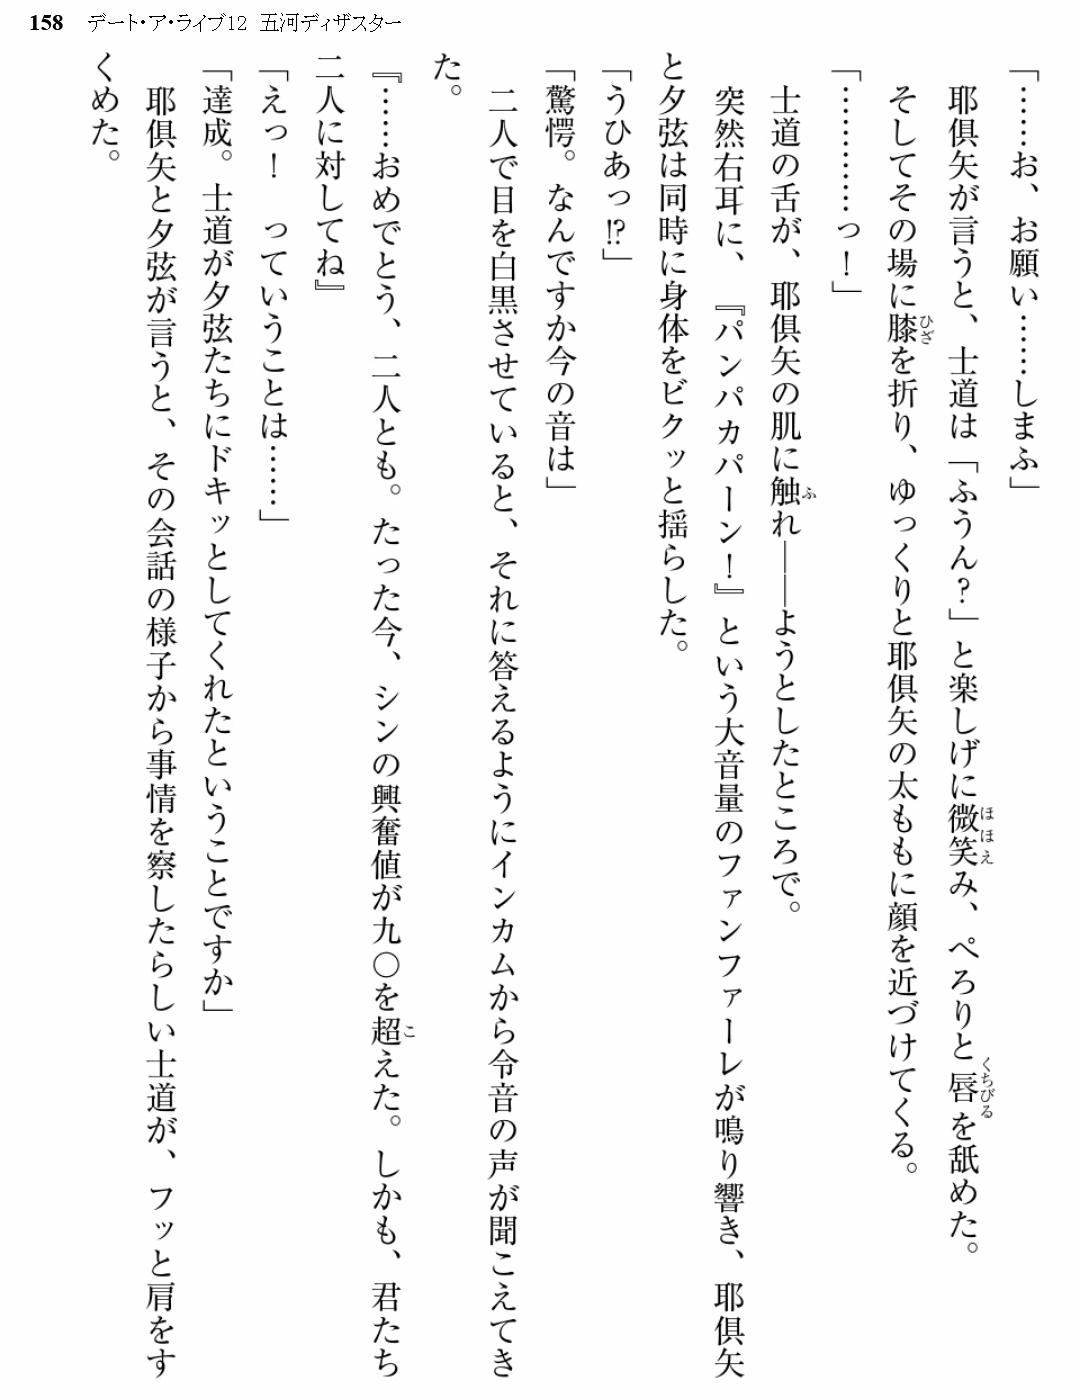 158 デート・ア・ライブ12 五河ディザスター
「……お、お願い……しまふ」
耶倶矢が言うと、士道は「ふうん?」と楽しげに微笑み、ぺろりと唇を舐めた。
そしてその場に膝を折り、ゆっくりと耶倶矢の太ももに顔を近づけてくる。
「…………っ!」
士道の舌が、耶倶矢の肌に触れ――ようとしたところで。
突然右耳に、『パンパカパーン!』という大音量のファンファーレが鳴り響き、耶倶矢
と夕弦は同時に身体をビクッと揺らした。
「うひあっ!?」
「驚愕。なんですか今の音は」
二人で目を白黒させていると、それに答えるようにインカムから令音の声が聞こえてき
た。
『……おめでとう、二人とも。たった今、シンの興奮値が九〇を超えた。しかも、君たち
二人に対してね』
「えっ! っていうことは……」
「達成。士道が夕弦たちにドキッとしてくれたということですか」
耶倶矢と夕弦が言うと、その会話の様子から事情を察したらしい士道が、フッと肩をす
くめた。